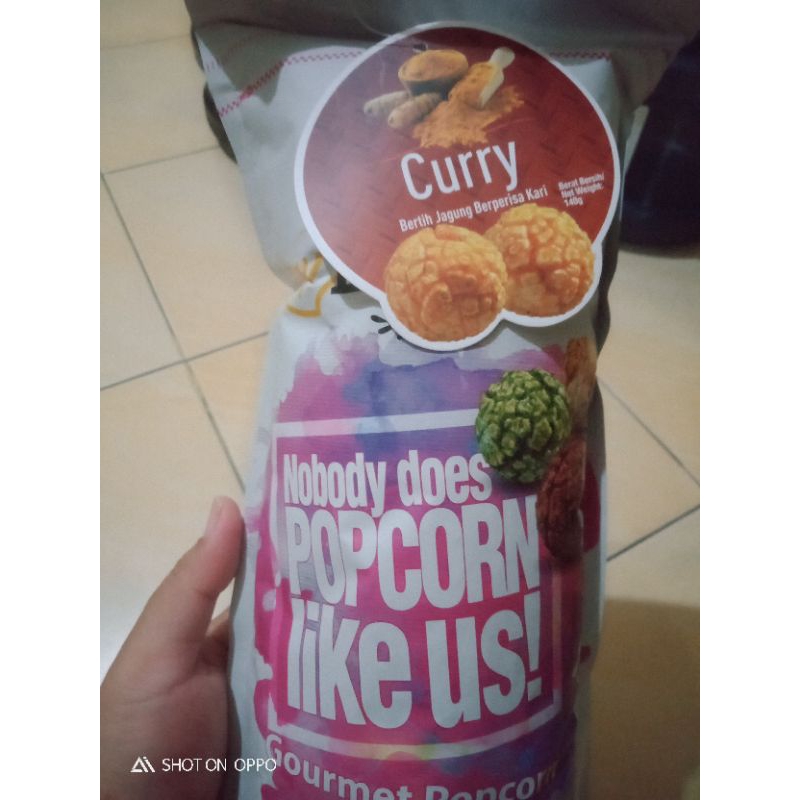 Curry
Bertih Jagung Berperisa Kari
Berat Bersih/
Net Weight:
140g
Nobody does
POPCORN
like us!
Gourmet Popcorn
SHOT ON OPPO